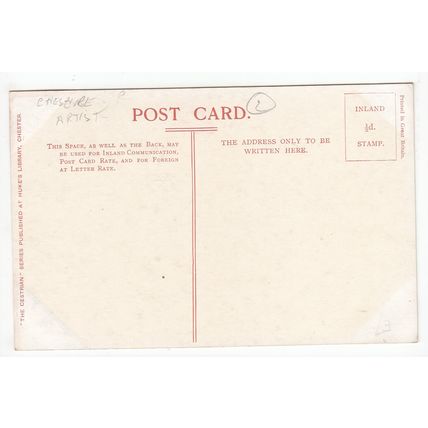 CHESHIRE - P
ARTIST -
2
POST CARD.
THIS SPACE, AS WELL AS THE BACK, MAY
BE USED FOR INLAND COMMUNICATION,
POST CARD RATE, AND FOR FOREIGN
AT LETTER RATE.
THE ADDRESS ONLY TO BE
WRITTEN HERE.
INLAND
½d.
STAMP.
Printed in Great Britain.
"THE CESTRIAN" SERIES PUBLISHED AT HUKE'S LIBRARY, CHESTER